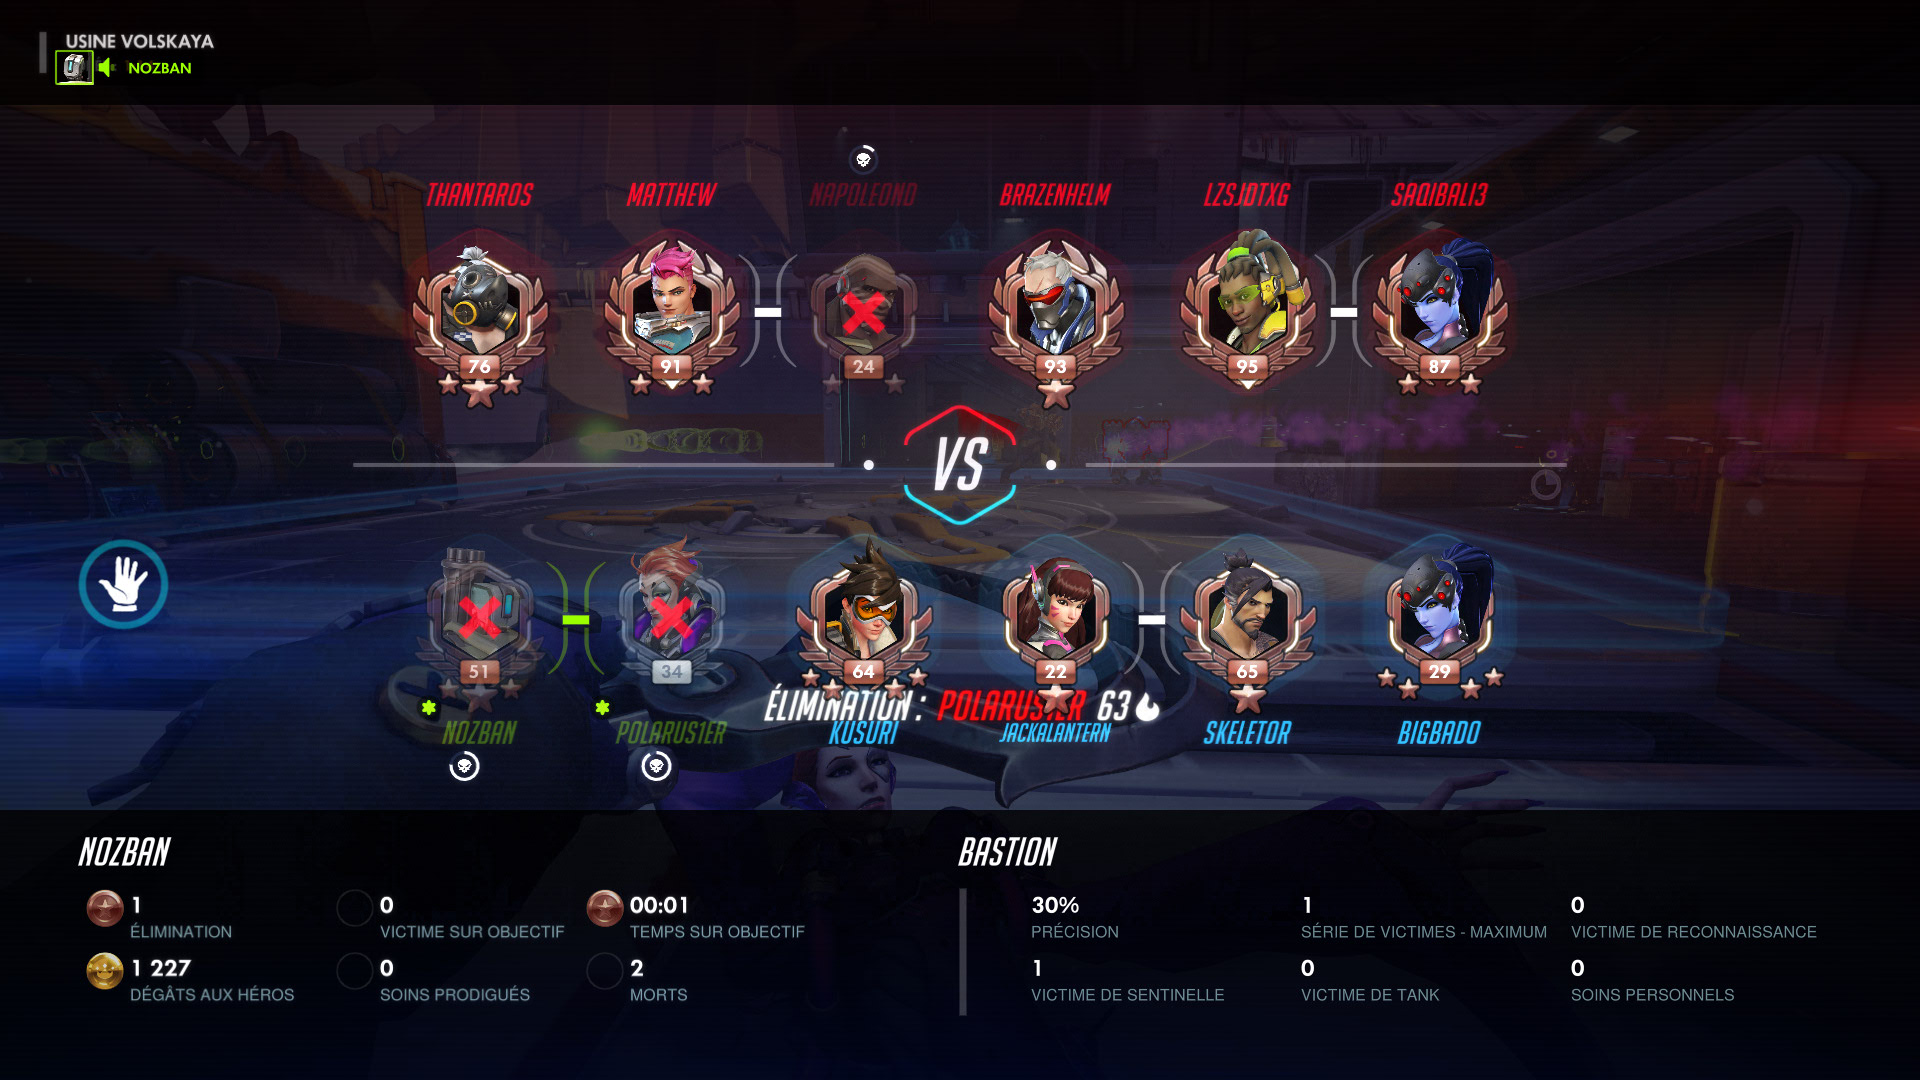 USINE VOLSKAYA
NOZBAN
THANTAROS
MATTHEW
NAPOLEOND
BRAZENHELM
LZSJDTXG
SAQIBALI3
76
91
24
93
95
87
VS
51
34
64
22
65
29
ÉLIMINATION : POLARUS1ER 63
NOZBAN
POLARUS1ER
KUSURI
JACKALANTERN
SKELETOR
BIGBADO
NOZBAN
1
ÉLIMINATION
0
VICTIME SUR OBJECTIF
00:01
TEMPS SUR OBJECTIF
1 227
DÉGÂTS AUX HÉROS
0
SOINS PRODIGUÉS
2
MORTS
BASTION
30%
PRÉCISION
1
SÉRIE DE VICTIMES - MAXIMUM
0
VICTIME DE RECONNAISSANCE
1
VICTIME DE SENTINELLE
0
VICTIME DE TANK
0
SOINS PERSONNELS